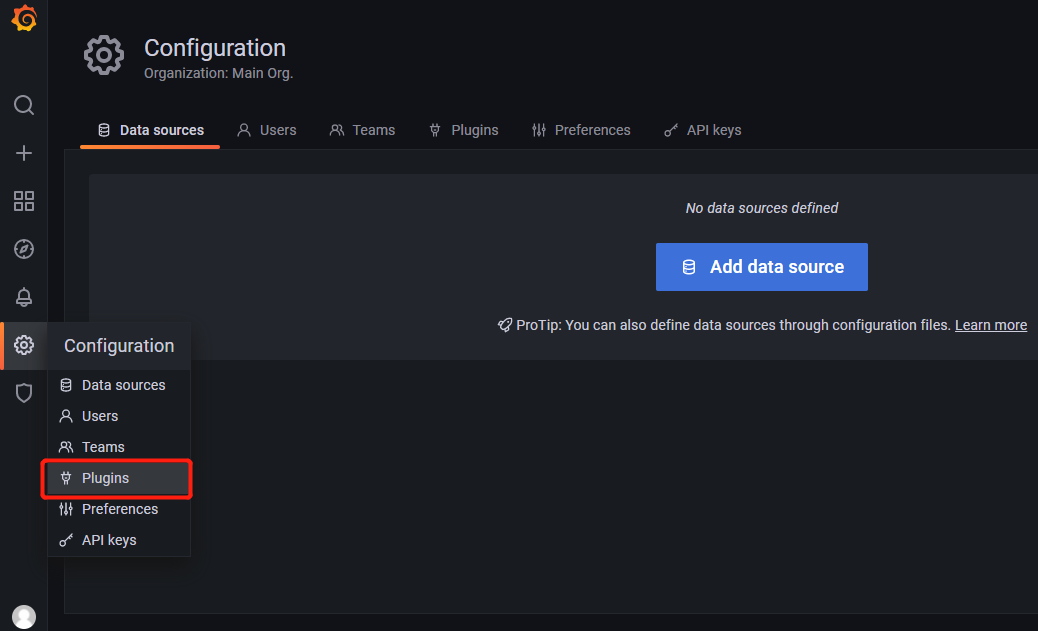 Configuration
Organization: Main Org.
Data sources Users Teams Plugins Preferences API keys
No data sources defined
Add data source
ProTip: You can also define data sources through configuration files. Learn more
Configuration
Data sources
Users
Teams
Plugins
Preferences
API keys